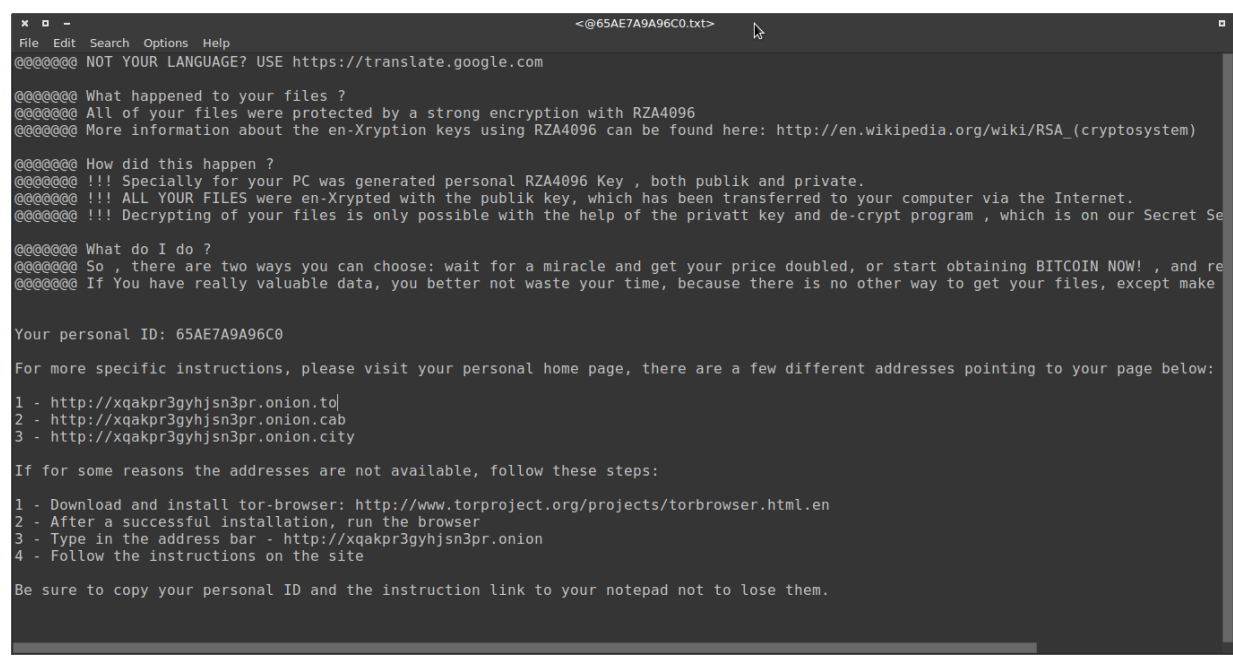 <@65AE7A9A96C0.txt>
File Edit Search Options Help
@@@@@@@ NOT YOUR LANGUAGE? USE https://translate.google.com
@@@@@@@ What happened to your files ?
@@@@@@@ All of your files were protected by a strong encryption with RZA4096
@@@@@@@ More information about the en-Xryption keys using RZA4096 can be found here: http://en.wikipedia.org/wiki/RSA_(cryptosystem)
@@@@@@@ How did this happen ?
@@@@@@@ !!! Specially for your PC was generated personal RZA4096 Key , both publik and private.
@@@@@@@ !!! ALL YOUR FILES were en-Xrypted with the publik key, which has been transferred to your computer via the Internet.
@@@@@@@ !!! Decrypting of your files is only possible with the help of the privatt key and de-crypt program , which is on our Secret Se
@@@@@@@ What do I do ?
@@@@@@@ So , there are two ways you can choose: wait for a miracle and get your price doubled, or start obtaining BITCOIN NOW! , and re
@@@@@@@ If You have really valuable data, you better not waste your time, because there is no other way to get your files, except make
Your personal ID: 65AE7A9A96C0
For more specific instructions, please visit your personal home page, there are a few different addresses pointing to your page below:
1 - http://xqakpr3gyhjsn3pr.onion.to
2 - http://xqakpr3gyhjsn3pr.onion.cab
3 - http://xqakpr3gyhjsn3pr.onion.city
If for some reasons the addresses are not available, follow these steps:
1 - Download and install tor-browser: http://www.torproject.org/projects/torbrowser.html.en
2 - After a successful installation, run the browser
3 - Type in the address bar - http://xqakpr3gyhjsn3pr.onion
4 - Follow the instructions on the site
Be sure to copy your personal ID and the instruction link to your notepad not to lose them.